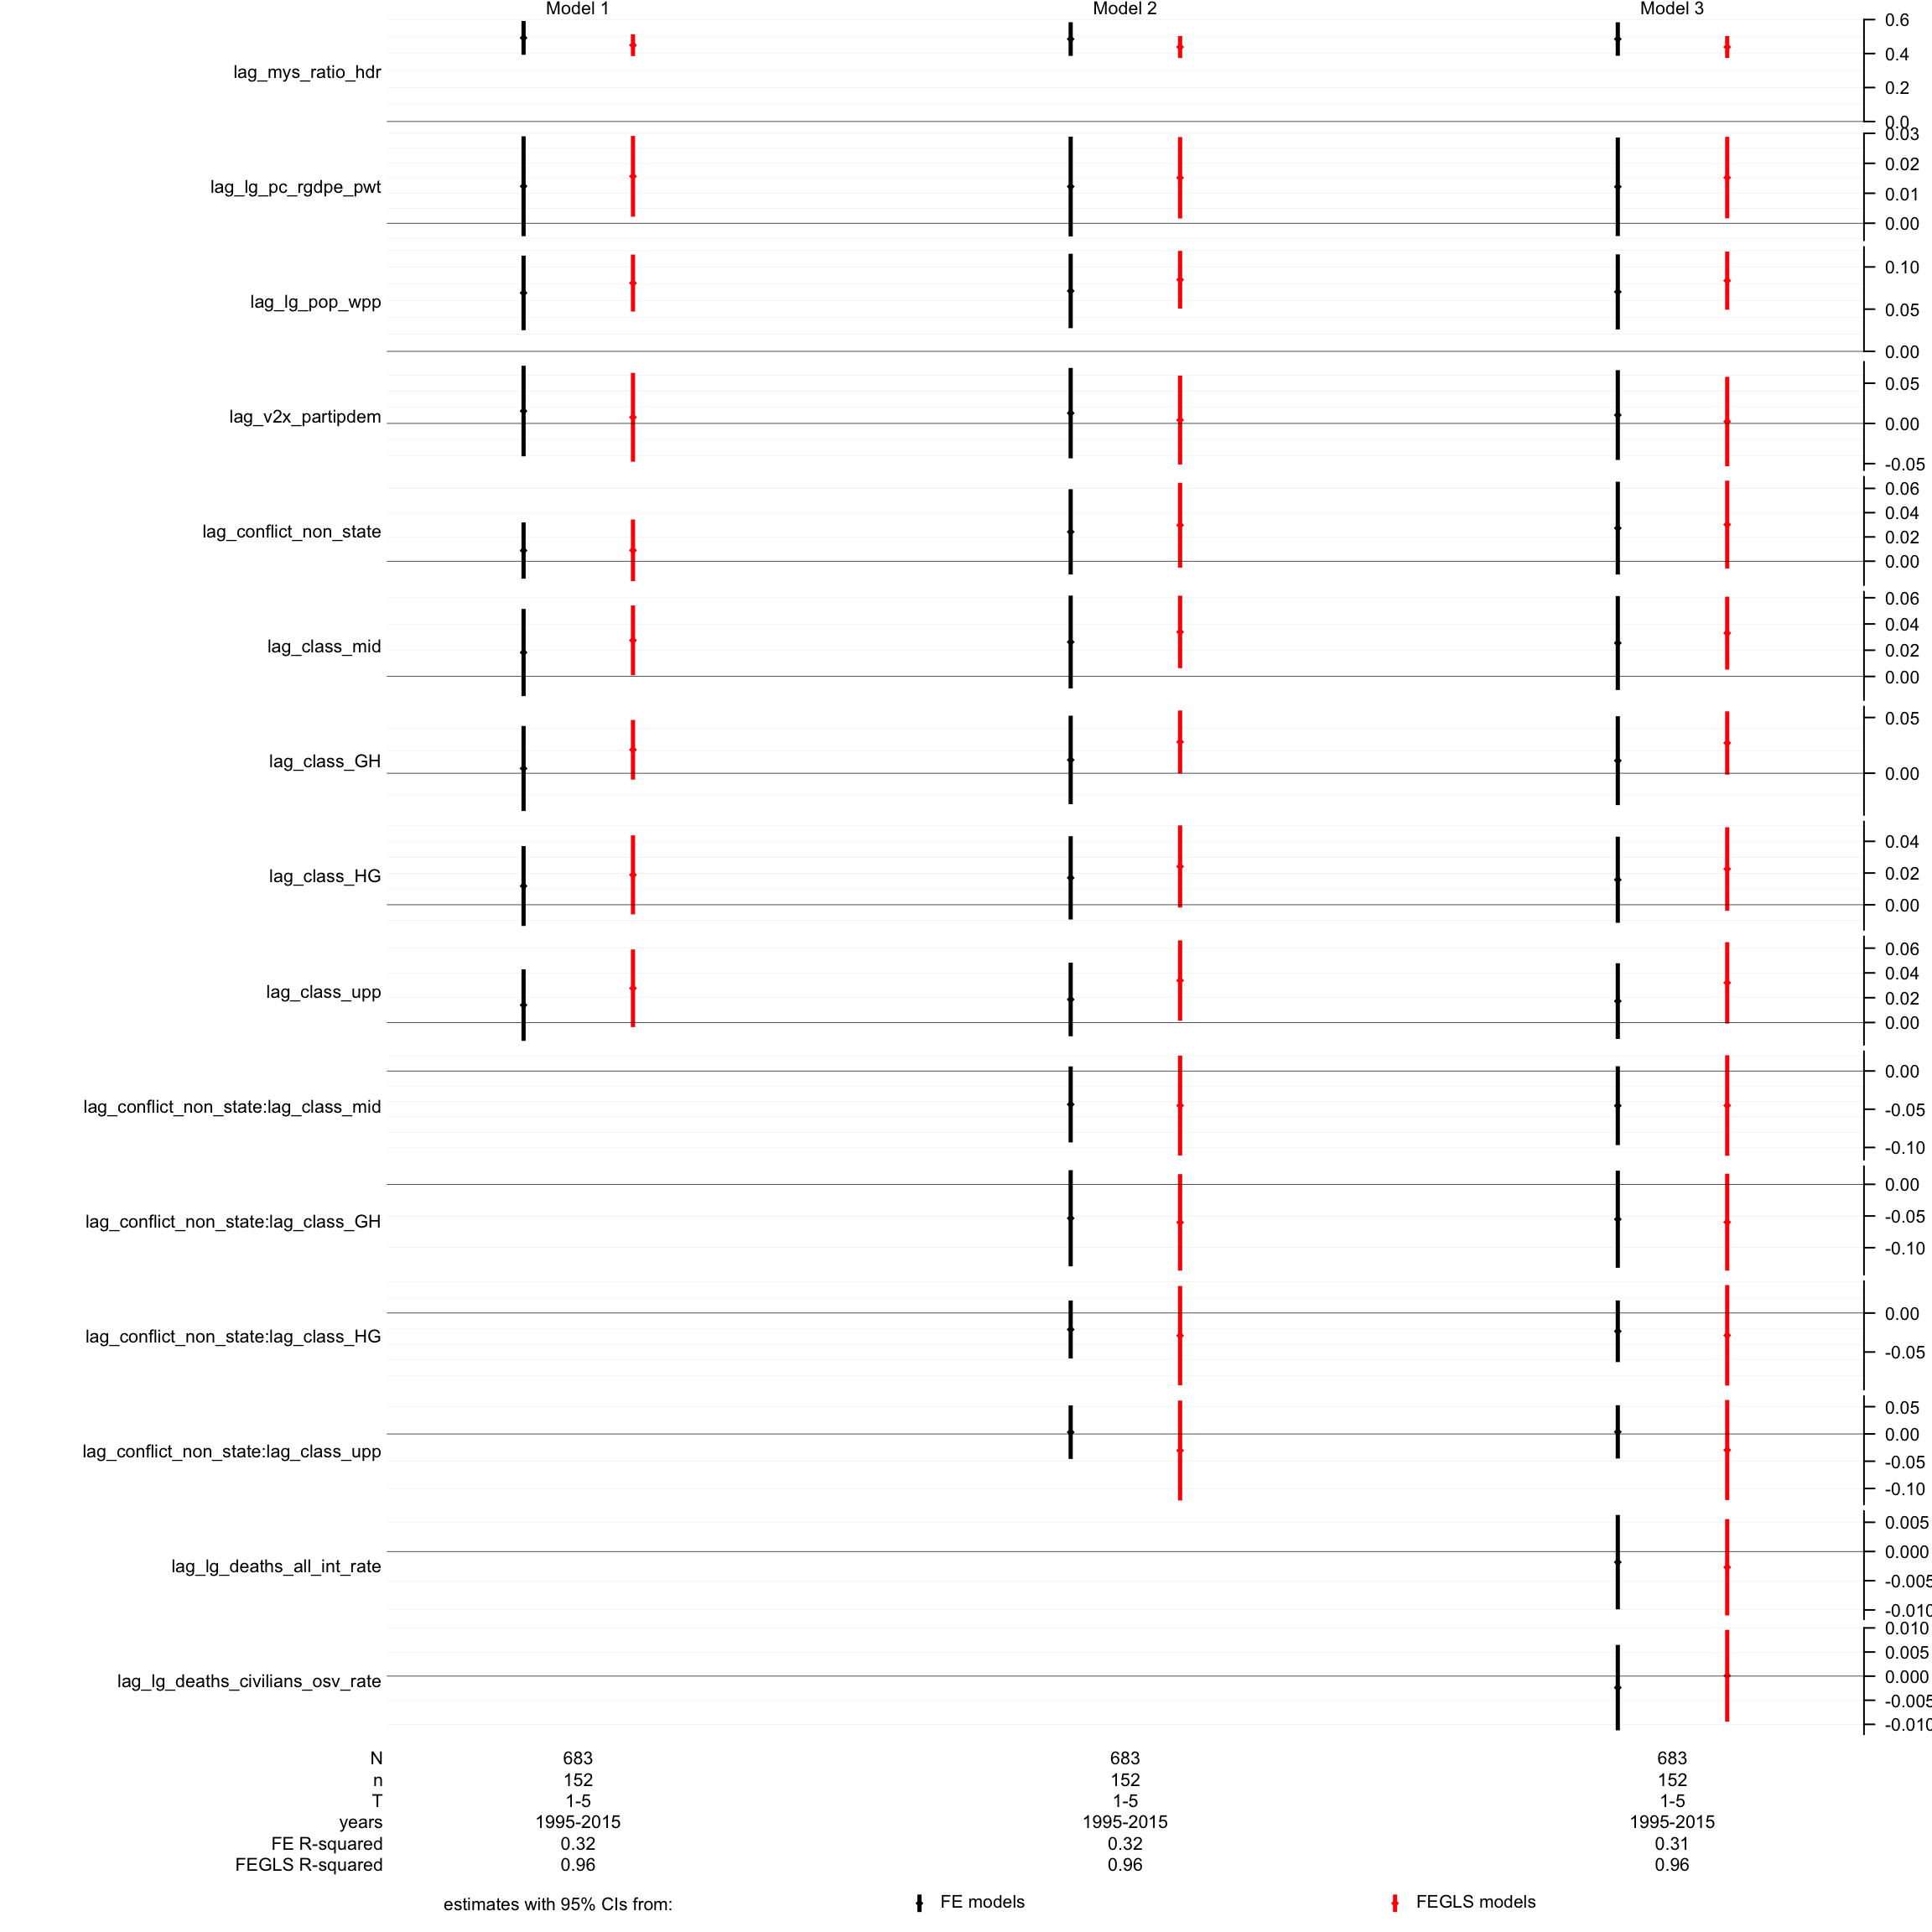 Model 1 Model 2 Model 3
lag_mys_ratio_hdr
0.6
0.4
0.2
0.0
lag_lg_pc_rgdpe_pwt
0.03
0.02
0.01
0.00
lag_lg_pop_wpp
0.10
0.05
0.00
lag_v2x_partipdem
0.05
0.00
-0.05
lag_conflict_non_state
0.06
0.04
0.02
0.00
lag_class_mid
0.06
0.04
0.02
0.00
lag_class_GH
0.05
0.00
lag_class_HG
0.04
0.02
0.00
lag_class_upp
0.06
0.04
0.02
0.00
lag_conflict_non_state:lag_class_mid
0.00
-0.05
-0.10
lag_conflict_non_state:lag_class_GH
0.00
-0.05
-0.10
lag_conflict_non_state:lag_class_HG
0.00
-0.05
lag_conflict_non_state:lag_class_upp
0.05
0.00
-0.05
-0.10
lag_lg_deaths_all_int_rate
0.005
0.000
-0.005
-0.010
lag_lg_deaths_civilians_osv_rate
0.010
0.005
0.000
-0.005
-0.010
N 683 683 683
n 152 152 152
T 1-5 1-5 1-5
years 1995-2015 1995-2015 1995-2015
FE R-squared 0.32 0.32 0.31
FEGLS R-squared 0.96 0.96 0.96
estimates with 95% CIs from: FE models FEGLS models